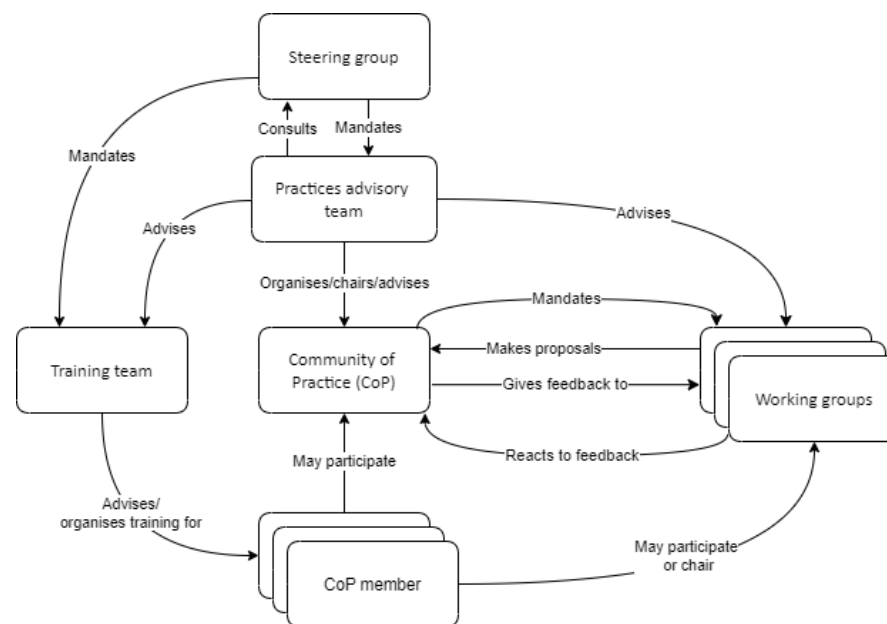 Steering group
Consults
Mandates
Mandates
Practices advisory
team
Advises
Advises
Organises/chairs/advises
Mandates
Training team
Community of
Practice (CoP)
Makes proposals
Gives feedback to
Working groups
Reacts to feedback
May participate
Advises/
organises training for
May participate
or chair
CoP member